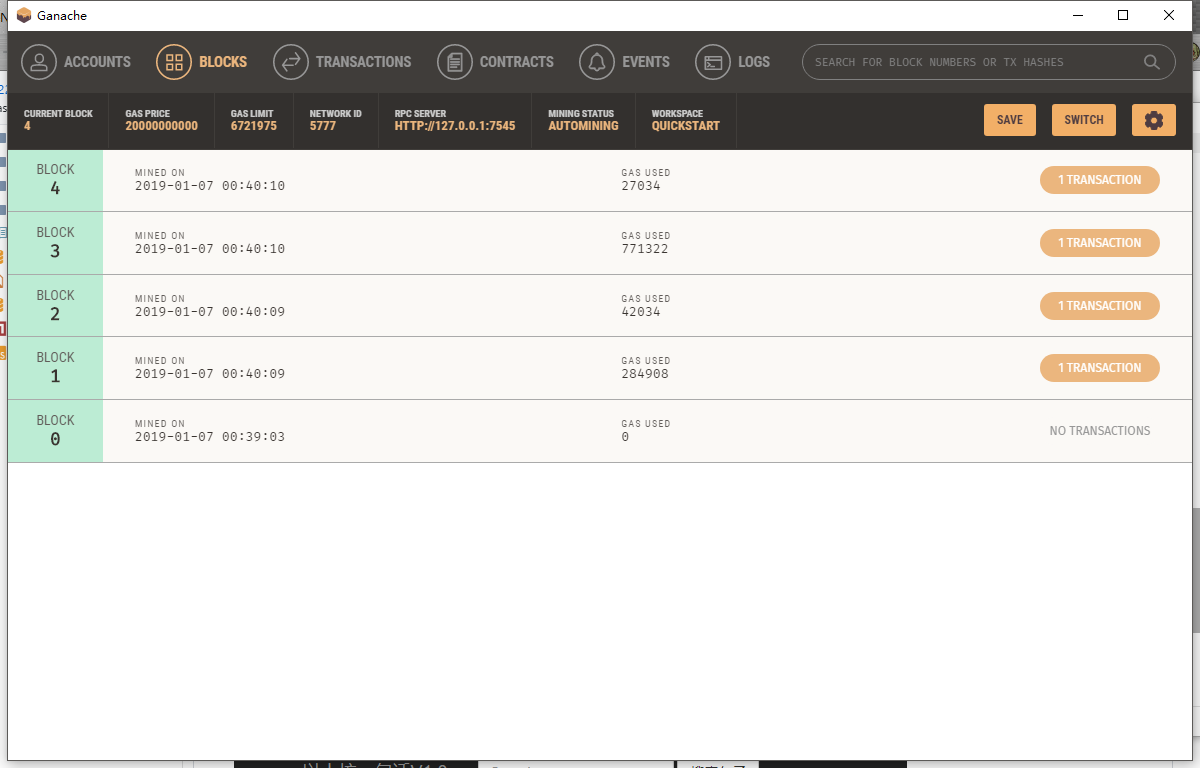 Ganache
ACCOUNTS BLOCKS TRANSACTIONS CONTRACTS EVENTS LOGS SEARCH FOR BLOCK NUMBERS OR TX HASHES
CURRENT BLOCK GAS PRICE GAS LIMIT NETWORK ID RPC SERVER MINING STATUS WORKSPACE
4 20000000000 6721975 5777 HTTP://127.0.0.1:7545 AUTOMINING QUICKSTART SAVE SWITCH
BLOCK MINED ON GAS USED
4 2019-01-07 00:40:10 27034 1 TRANSACTION
BLOCK MINED ON GAS USED
3 2019-01-07 00:40:10 771322 1 TRANSACTION
BLOCK MINED ON GAS USED
2 2019-01-07 00:40:09 42034 1 TRANSACTION
BLOCK MINED ON GAS USED
1 2019-01-07 00:40:09 284908 1 TRANSACTION
BLOCK MINED ON GAS USED
0 2019-01-07 00:39:03 0 NO TRANSACTIONS